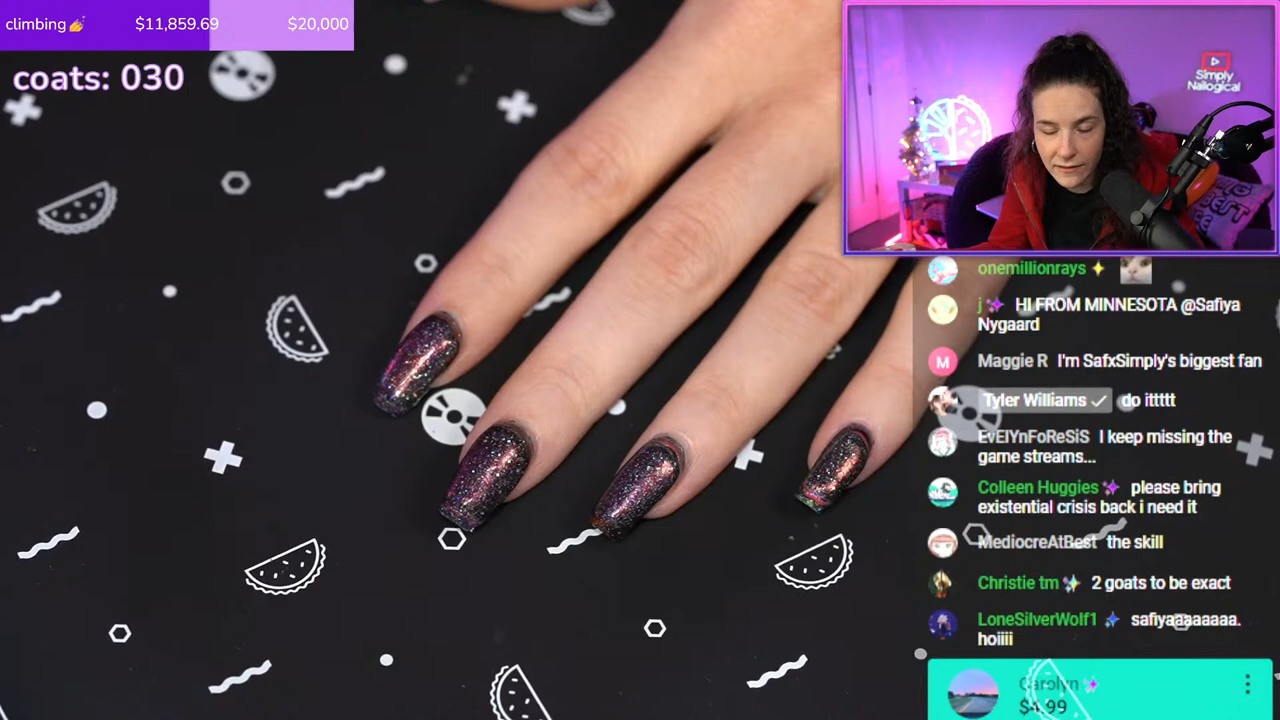 climbing💅 $11,859.69 $20,000
coats: 030
Simply
Nailogical
onemillionrays
j HI FROM MINNESOTA @Safiya
Nygaard
M Maggie R I'm SafxSimply's biggest fan
Tyler Williams do ittttt
EvElYnFoReSiS I keep missing the
game streams...
Colleen Huggies please bring
existential crisis back i need it
MediocreAtBest the skill
Christie tm 2 goats to be exact
LoneSilverWolf1 safiyaaaaaaa.
hoiiii
Carolyn
$4.99